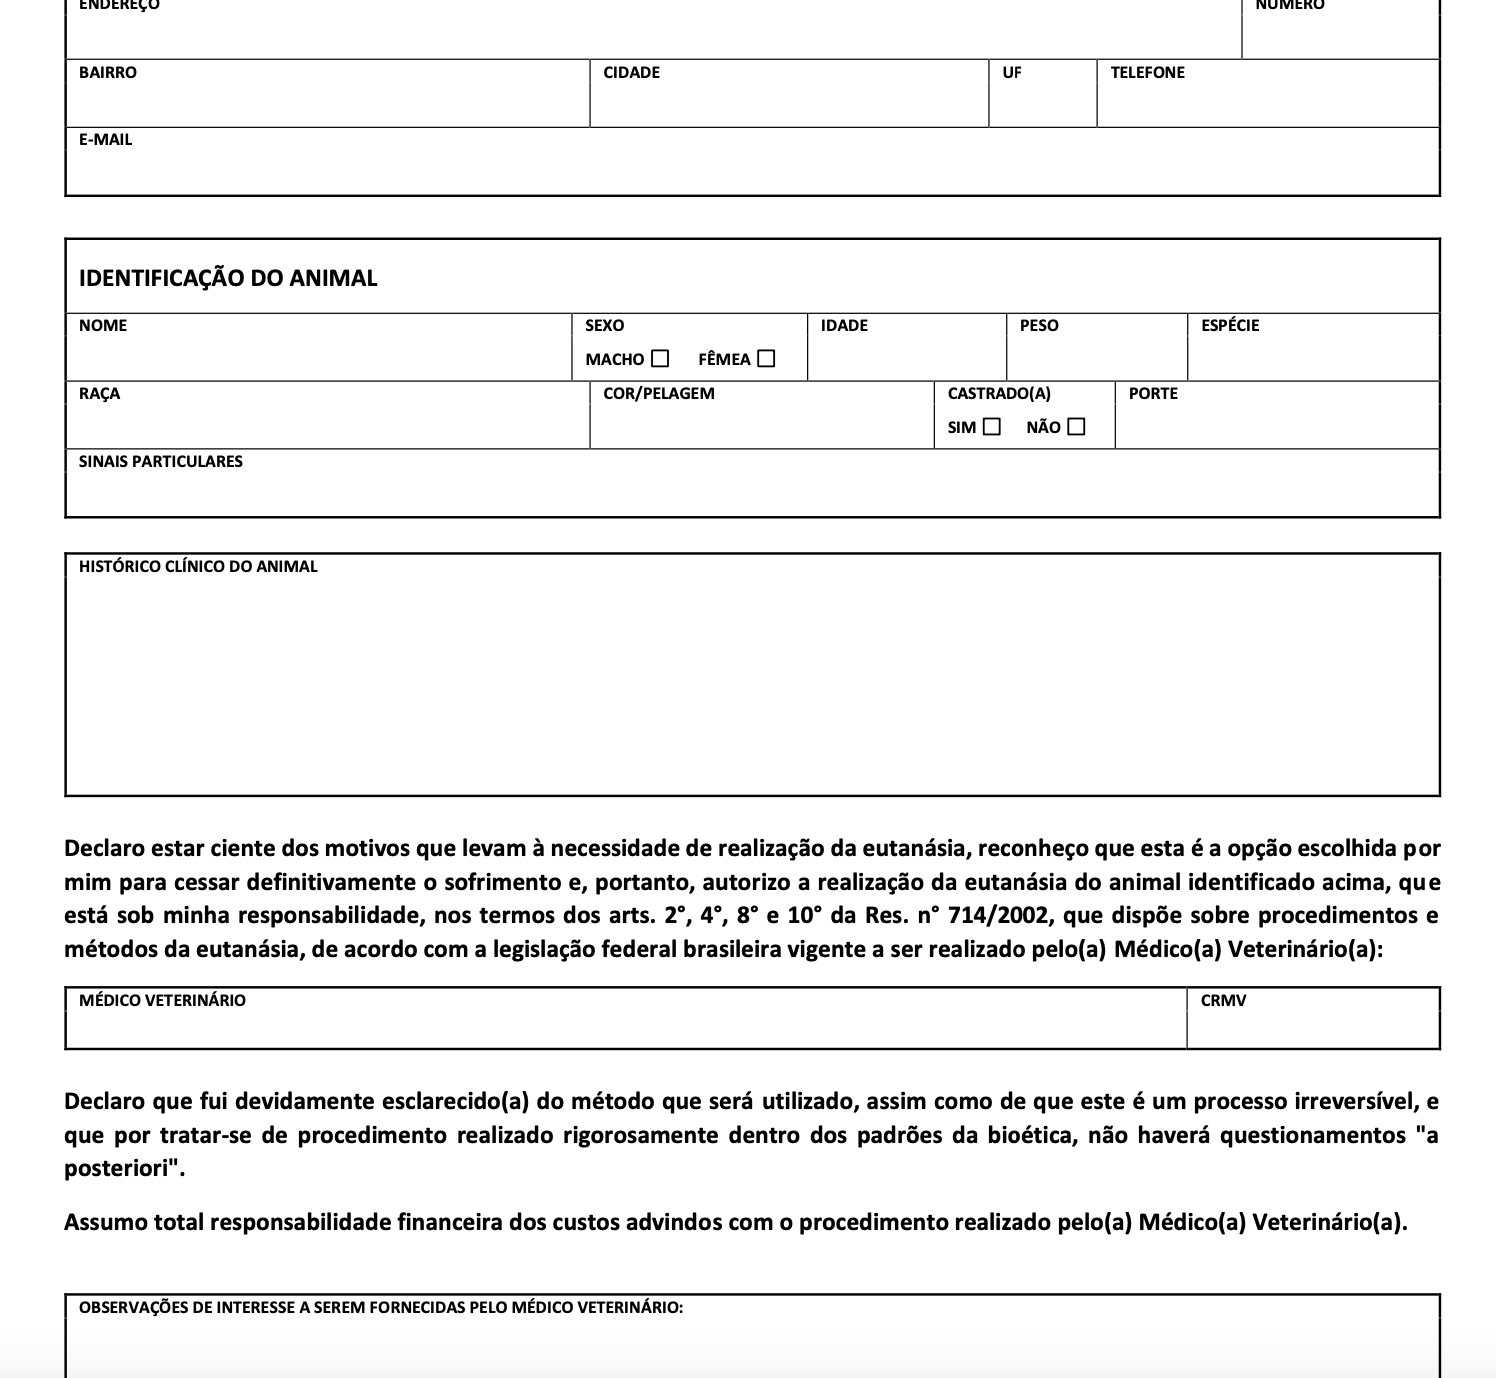 ENDEREÇO NÚMERO
BAIRRO CIDADE UF TELEFONE
E-MAIL
IDENTIFICAÇÃO DO ANIMAL
NOME SEXO IDADE PESO ESPÉCIE
MACHO ☐ FÊMEA ☐
RAÇA COR/PELAGEM CASTRADO(A) PORTE
SIM ☐ NÃO ☐
SINAIS PARTICULARES
HISTÓRICO CLÍNICO DO ANIMAL
Declaro estar ciente dos motivos que levam à necessidade de realização da eutanásia, reconheço que esta é a opção escolhida por
mim para cessar definitivamente o sofrimento e, portanto, autorizo a realização da eutanásia do animal identificado acima, que
está sob minha responsabilidade, nos termos dos arts. 2°, 4°, 8° e 10° da Res. n° 714/2002, que dispõe sobre procedimentos e
métodos da eutanásia, de acordo com a legislação federal brasileira vigente a ser realizado pelo(a) Médico(a) Veterinário(a):
MÉDICO VETERINÁRIO CRMV
Declaro que fui devidamente esclarecido(a) do método que será utilizado, assim como de que este é um processo irreversível, e
que por tratar-se de procedimento realizado rigorosamente dentro dos padrões da bioética, não haverá questionamentos "a
posteriori".
Assumo total responsabilidade financeira dos custos advindos com o procedimento realizado pelo(a) Médico(a) Veterinário(a).
OBSERVAÇÕES DE INTERESSE A SEREM FORNECIDAS PELO MÉDICO VETERINÁRIO: